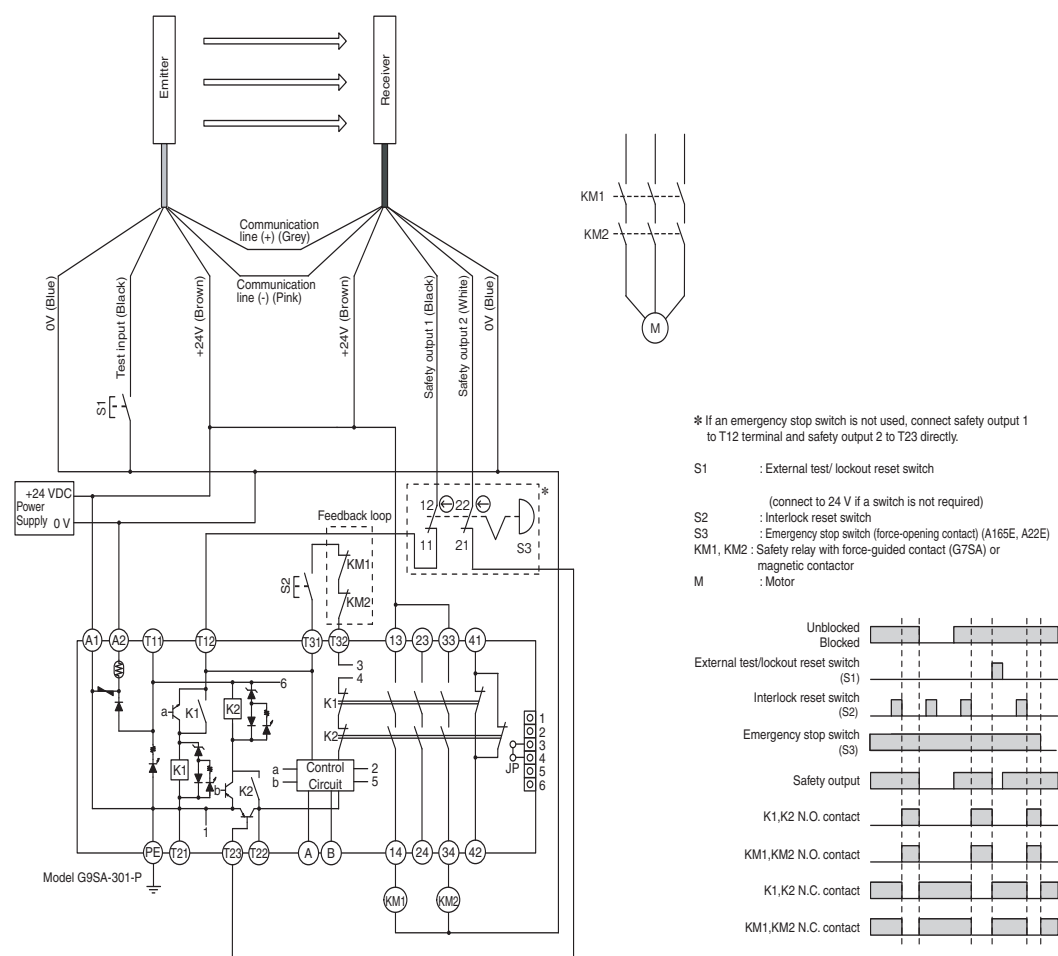 Emitter
Receiver
Communication
line (+) (Grey)
Communication
line (-) (Pink)
0V (Blue)
Test input (Black)
+24V (Brown)
+24V (Brown)
Safety output 1 (Black)
Safety output 2 (White)
0V (Blue)
S1
KM1
KM2
M
+24 VDC
Power
Supply 0 V
Feedback loop
S2
KM1
KM2
12
22
11
21
S3
*
* If an emergency stop switch is not used, connect safety output 1
to T12 terminal and safety output 2 to T23 directly.
S1 : External test/ lockout reset switch
(connect to 24 V if a switch is not required)
S2 : Interlock reset switch
S3 : Emergency stop switch (force-opening contact) (A165E, A22E)
KM1, KM2 : Safety relay with force-guided contact (G7SA) or
magnetic contactor
M : Motor
A1 A2 T11 T12 T31 T32 13 23 33 41
3
4
6
a K1 K2 K1
K2
K1
b K2
a
b
Control
Circuit
2
5
1
JP
1
2
3
4
5
6
PE T21 T23 T22 A B 14 24 34 42
Model G9SA-301-P
KM1 KM2
Unblocked
Blocked
External test/lockout reset switch
(S1)
Interlock reset switch
(S2)
Emergency stop switch
(S3)
Safety output
K1,K2 N.O. contact
KM1,KM2 N.O. contact
K1,K2 N.C. contact
KM1,KM2 N.C. contact